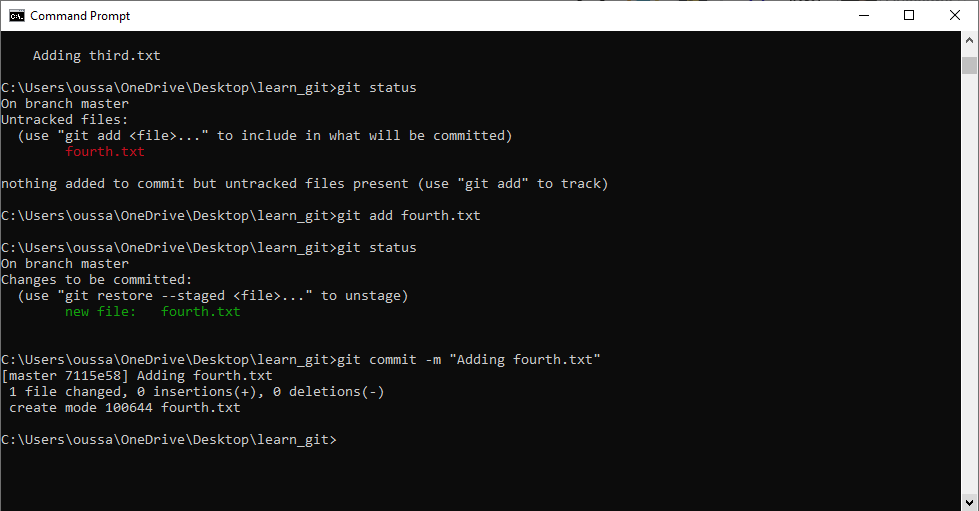 Command Prompt
Adding third.txt
C:\Users\oussa\OneDrive\Desktop\learn_git>git status
On branch master
Untracked files:
(use "git add <file>..." to include in what will be committed)
fourth.txt
nothing added to commit but untracked files present (use "git add" to track)
C:\Users\oussa\OneDrive\Desktop\learn_git>git add fourth.txt
C:\Users\oussa\OneDrive\Desktop\learn_git>git status
On branch master
Changes to be committed:
(use "git restore --staged <file>..." to unstage)
new file:   fourth.txt
C:\Users\oussa\OneDrive\Desktop\learn_git>git commit -m "Adding fourth.txt"
[master 7115e58] Adding fourth.txt
1 file changed, 0 insertions(+), 0 deletions(-)
create mode 100644 fourth.txt
C:\Users\oussa\OneDrive\Desktop\learn_git>